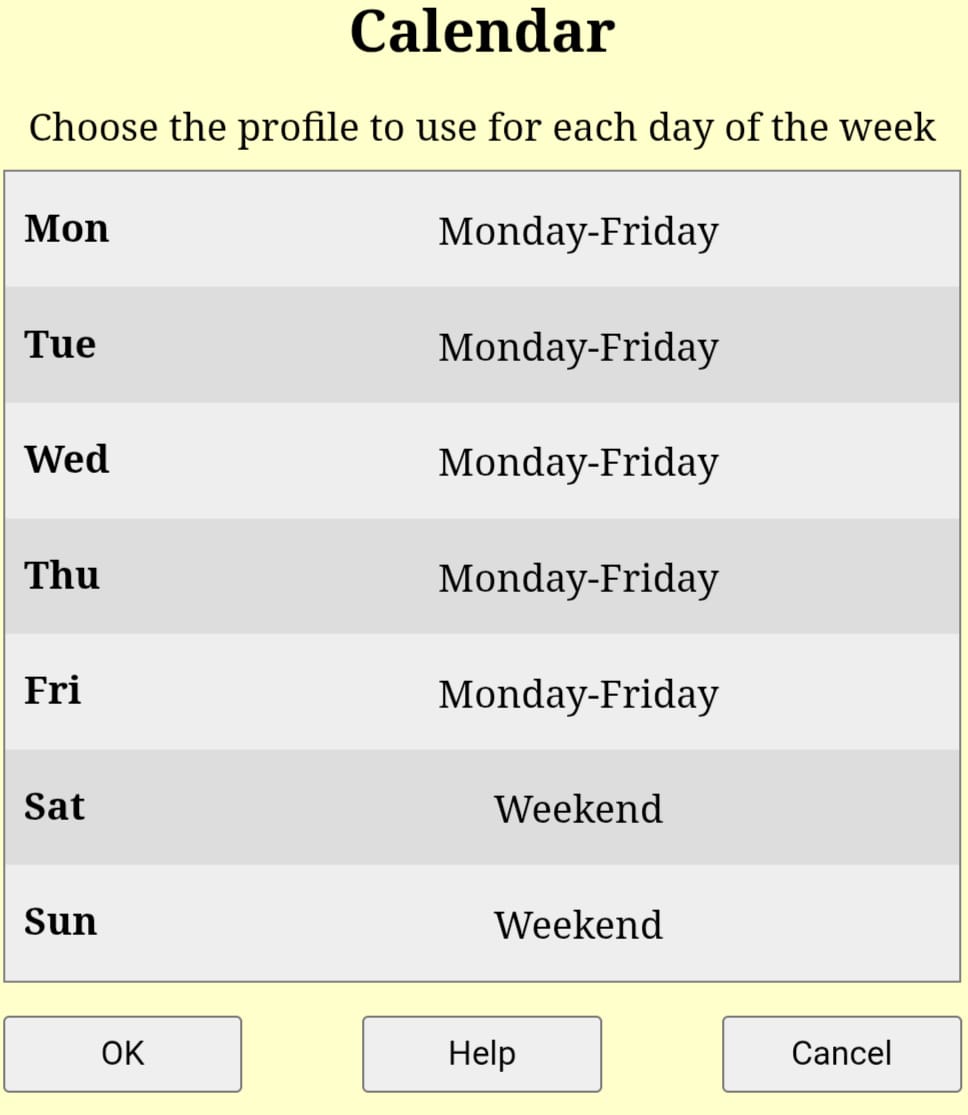 Calendar
Choose the profile to use for each day of the week
Mon Monday-Friday
Tue Monday-Friday
Wed Monday-Friday
Thu Monday-Friday
Fri Monday-Friday
Sat Weekend
Sun Weekend
OK Help Cancel